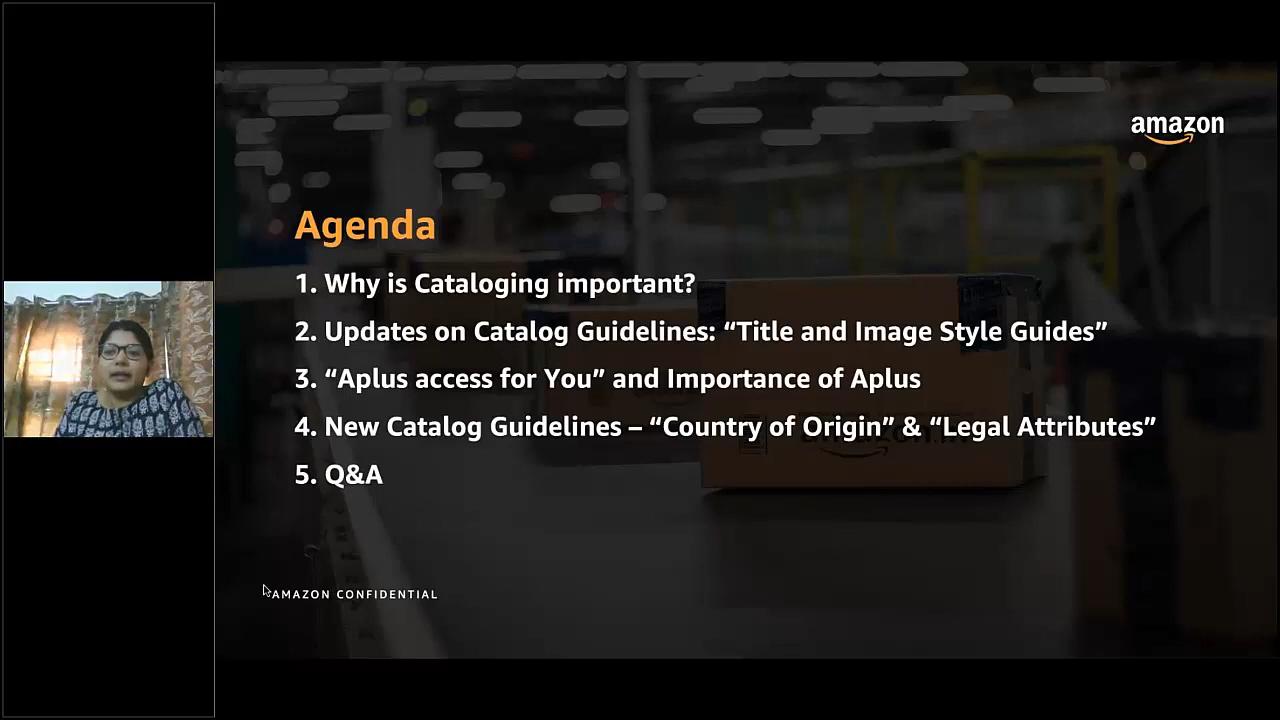 amazon
Agenda
1. Why is Cataloging important?
2. Updates on Catalog Guidelines: “Title and Image Style Guides”
3. “Aplus access for You” and Importance of Aplus
4. New Catalog Guidelines – “Country of Origin” & “Legal Attributes”
5. Q&A
AMAZON CONFIDENTIAL